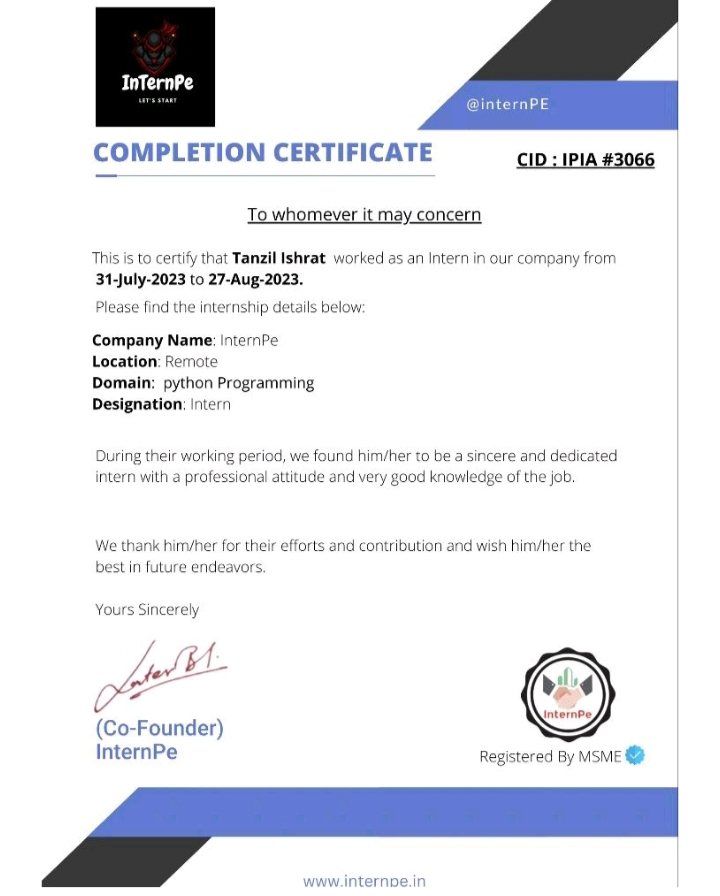 InTernPe
LET'S START
@internPE
COMPLETION CERTIFICATE
CID : IPIA #3066
To whomever it may concern
This is to certify that Tanzil Ishrat worked as an Intern in our company from
31-July-2023 to 27-Aug-2023.
Please find the internship details below:
Company Name: InternPe
Location: Remote
Domain: python Programming
Designation: Intern
During their working period, we found him/her to be a sincere and dedicated
intern with a professional attitude and very good knowledge of the job.
We thank him/her for their efforts and contribution and wish him/her the
best in future endeavors.
Yours Sincerely
(Co-Founder)
InternPe
InternPe
Registered By MSME
www.internpe.in